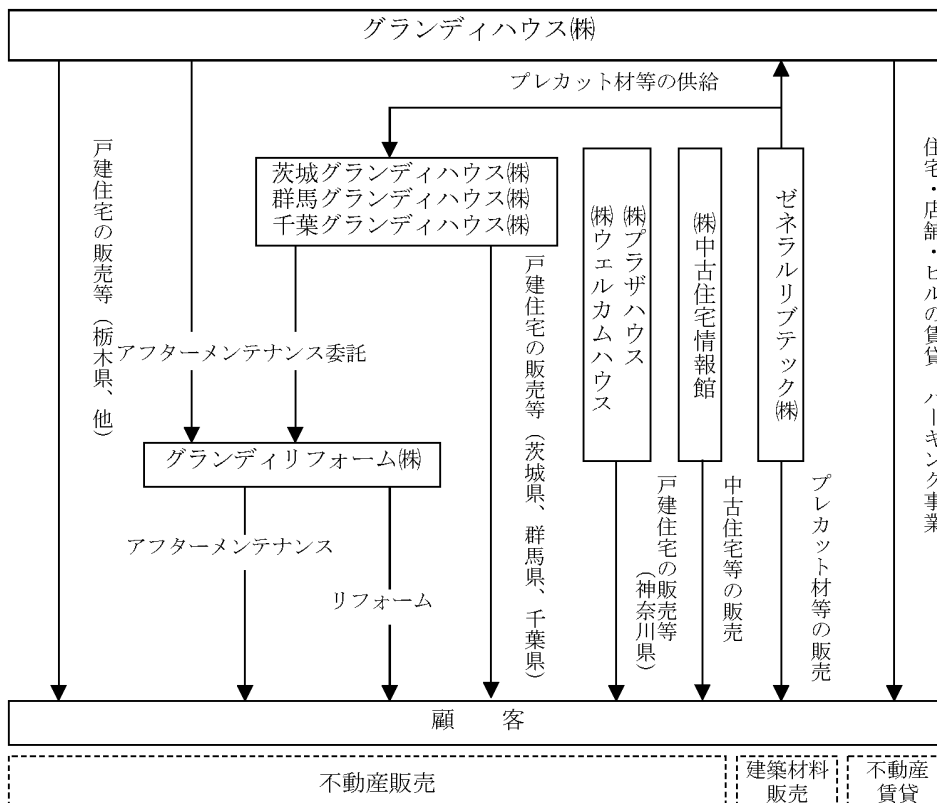 グランディハウス㈱
プレカット材等の供給
戸建住宅の販売等（栃木県、他）
茨城グランディハウス㈱
群馬グランディハウス㈱
千葉グランディハウス㈱
㈱プラザハウス
㈱ウェルカムハウス
㈱中古住宅情報館
ゼネラルリブテック㈱
住宅・店舗・ビルの賃貸 パーキング事業
アフターメンテナンス委託
戸建住宅の販売等（茨城県、群馬県、千葉県）
グランディリフォーム㈱
アフターメンテナンス
リフォーム
戸建住宅の販売等
（神奈川県）
中古住宅等の販売
プレカット材等の販売
顧　客
不動産販売
建築材料
販売
不動産
賃貸